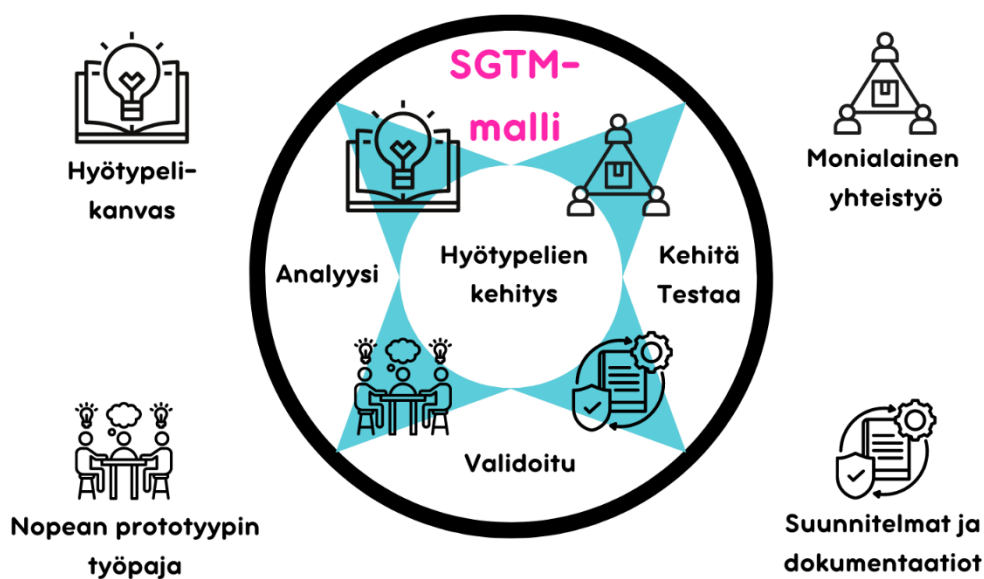 SGTM-
malli
Hyötypeli-
kanvas
Monialainen
yhteistyö
Analyysi
Hyötypelien
kehitys
Kehitä
Testaa
Validoitu
Nopean prototyypin
työpaja
Suunnitelmat ja
dokumentaatiot